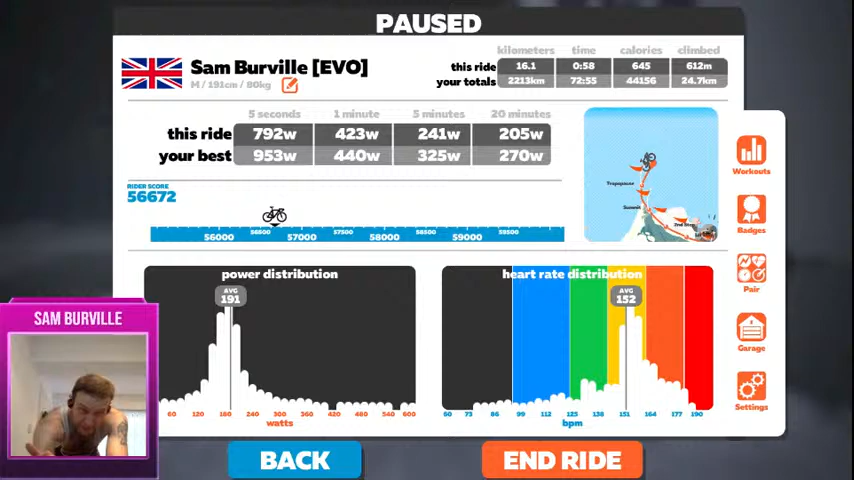 PAUSED
kilometers time calories climbed
this ride 16.1 0:58 645 612m
your totals 2213km 72:55 44156 24.7km
Sam Burville [EVO]
M / 191cm / 80kg
5 seconds 1 minute 5 minutes 20 minutes
this ride 792w 423w 241w 205w
your best 953w 440w 325w 270w
RIDER SCORE
56672
56000 56500 57000 57500 58000 58500 59000 59500
Summit
Workouts
Badges
Pair
Garage
Settings
power distribution
AVG
191
60 120 180 240 300 360 420 480 540 600
watts
heart rate distribution
AVG
152
60 73 86 99 112 125 138 151 164 177 190
bpm
SAM BURVILLE
BACK
END RIDE